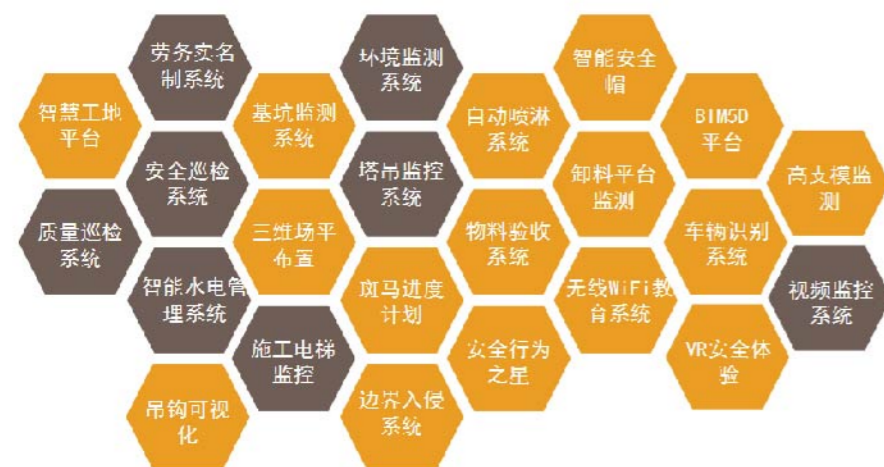 劳务实名
制系统
环境监测
系统
智能安全
帽
智慧工地
平台
基坑监测
系统
自动喷淋
系统
BIM5D
平台
安全巡检
系统
塔吊监控
系统
卸料平台
监测
高支模监
测
质量巡检
系统
三维场平
布置
物料验收
系统
车辆识别
系统
智能水电管
理系统
斑马进度
计划
无线WiFi教
育系统
视频监控
系统
施工电梯
监控
安全行为
之星
VR安全体
验
吊钩可视
化
边界入侵
系统